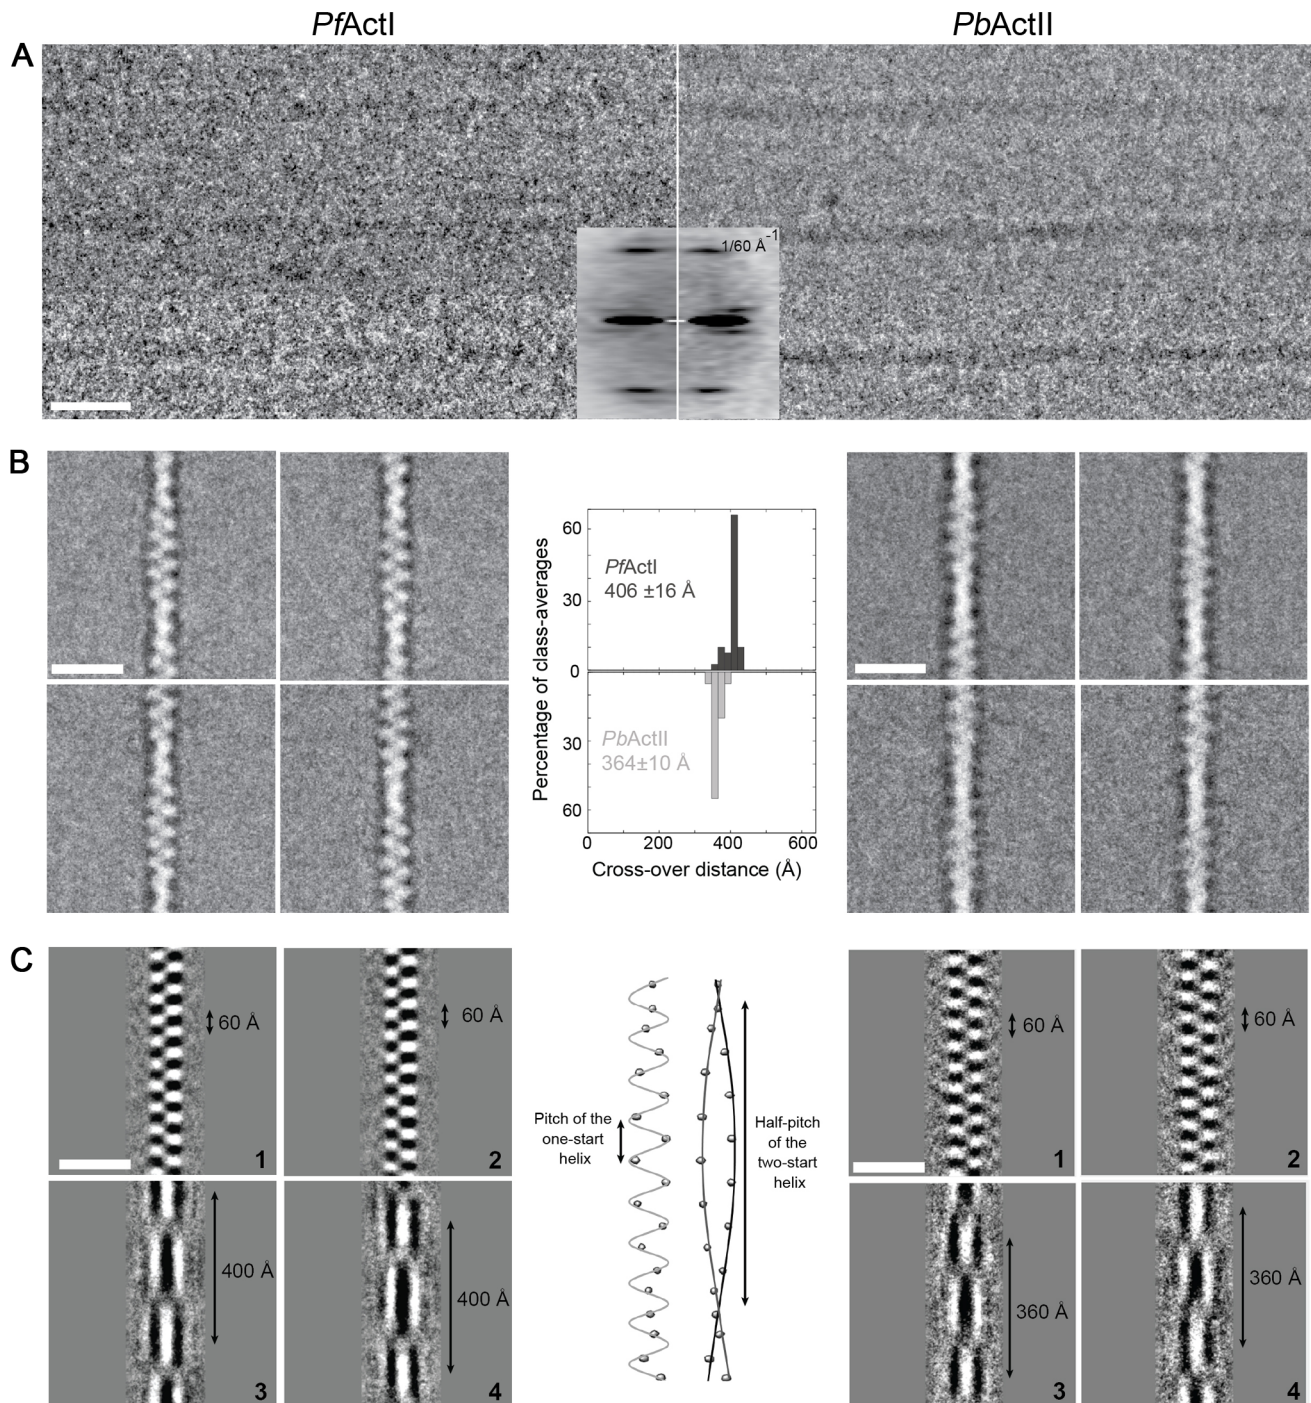 PfActI
PbActII
A
1/60 Å-1
B
Percentage of class-averages
60
30
0
30
60
PfActI
406 ±16 Å
PbActII
364±10 Å
0 200 400 600
Cross-over distance (Å)
C
60 Å
1
60 Å
2
400 Å
3
400 Å
4
Pitch of the
one-start
helix
Half-pitch
of the
two-start
helix
60 Å
1
60 Å
2
360 Å
3
360 Å
4